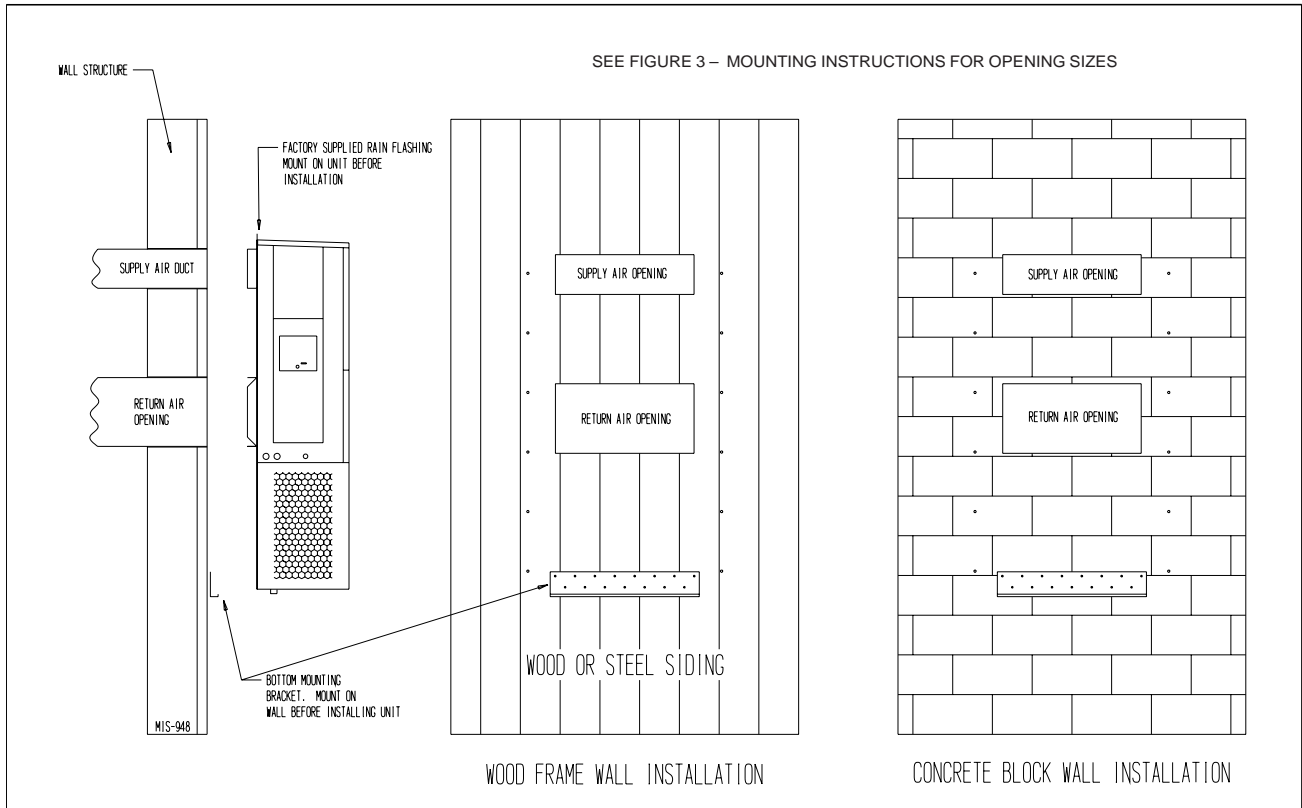 SEE FIGURE 3 – MOUNTING INSTRUCTIONS FOR OPENING SIZES
WALL STRUCTURE
FACTORY SUPPLIED RAIN FLASHING
MOUNT ON UNIT BEFORE
INSTALLATION
SUPPLY AIR DUCT
RETURN AIR
OPENING
BOTTOM MOUNTING
BRACKET. MOUNT ON
WALL BEFORE INSTALLING UNIT
MIS-948
SUPPLY AIR OPENING
RETURN AIR OPENING
WOOD OR STEEL SIDING
WOOD FRAME WALL INSTALLATION
SUPPLY AIR OPENING
RETURN AIR OPENING
CONCRETE BLOCK WALL INSTALLATION